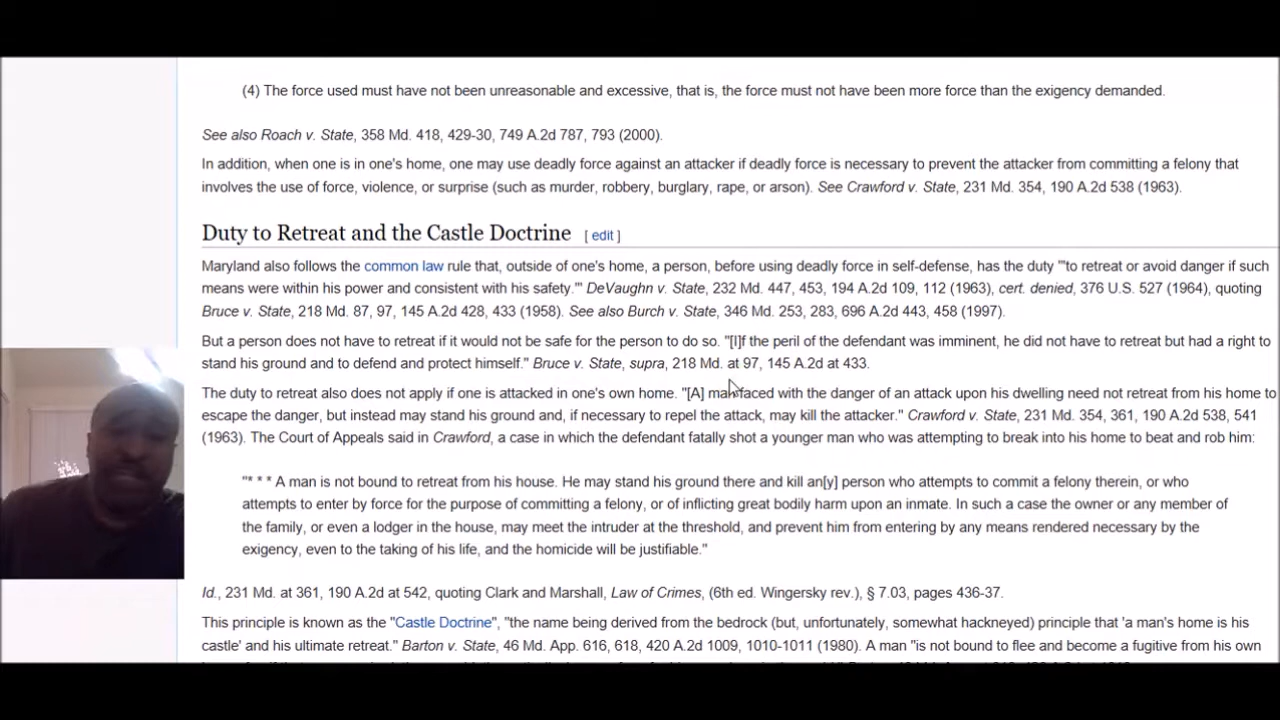 (4) The force used must have not been unreasonable and excessive, that is, the force must not have been more force than the exigency demanded.
See also Roach v. State, 358 Md. 418, 429-30, 749 A.2d 787, 793 (2000).
In addition, when one is in one's home, one may use deadly force against an attacker if deadly force is necessary to prevent the attacker from committing a felony that
involves the use of force, violence, or surprise (such as murder, robbery, burglary, rape, or arson). See Crawford v. State, 231 Md. 354, 190 A.2d 538 (1963).
Duty to Retreat and the Castle Doctrine [ edit ]
Maryland also follows the common law rule that, outside of one's home, a person, before using deadly force in self-defense, has the duty "'to retreat or avoid danger if such
means were within his power and consistent with his safety.'" DeVaughn v. State, 232 Md. 447, 453, 194 A.2d 109, 112 (1963), cert. denied, 376 U.S. 527 (1964), quoting
Bruce v. State, 218 Md. 87, 97, 145 A.2d 428, 433 (1958). See also Burch v. State, 346 Md. 253, 283, 696 A.2d 443, 458 (1997).
But a person does not have to retreat if it would not be safe for the person to do so. "[I]f the peril of the defendant was imminent, he did not have to retreat but had a right to
stand his ground and to defend and protect himself." Bruce v. State, supra, 218 Md. at 97, 145 A.2d at 433.
The duty to retreat also does not apply if one is attacked in one's own home. "[A] man faced with the danger of an attack upon his dwelling need not retreat from his home to
escape the danger, but instead may stand his ground and, if necessary to repel the attack, may kill the attacker." Crawford v. State, 231 Md. 354, 361, 190 A.2d 538, 541
(1963). The Court of Appeals said in Crawford, a case in which the defendant fatally shot a younger man who was attempting to break into his home to beat and rob him:
"* * * A man is not bound to retreat from his house. He may stand his ground there and kill an[y] person who attempts to commit a felony therein, or who
attempts to enter by force for the purpose of committing a felony, or of inflicting great bodily harm upon an inmate. In such a case the owner or any member of
the family, or even a lodger in the house, may meet the intruder at the threshold, and prevent him from entering by any means rendered necessary by the
exigency, even to the taking of his life, and the homicide will be justifiable."
Id., 231 Md. at 361, 190 A.2d at 542, quoting Clark and Marshall, Law of Crimes, (6th ed. Wingersky rev.), § 7.03, pages 436-37.
This principle is known as the "Castle Doctrine", "the name being derived from the bedrock (but, unfortunately, somewhat hackneyed) principle that 'a man's home is his
castle' and his ultimate retreat." Barton v. State, 46 Md. App. 616, 618, 420 A.2d 1009, 1010-1011 (1980). A man "is not bound to flee and become a fugitive from his own